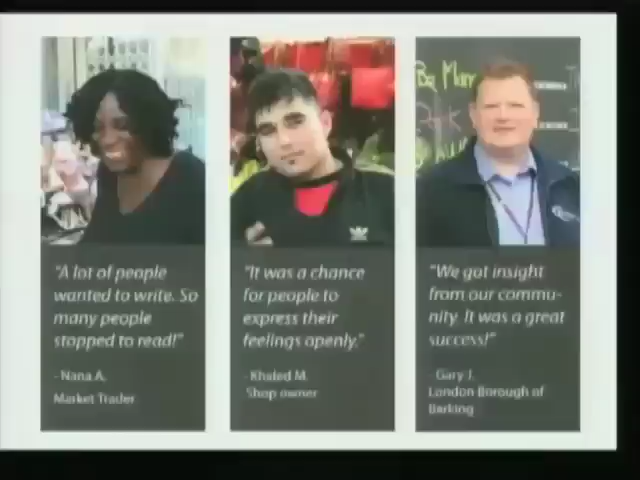 "A lot of people
wanted to write. So
many people
stopped to read!"
- Nana A.
Market Trader
"It was a chance
for people to
express their
feelings openly."
- Khaled M.
Shop owner
"We got insight
from our commu-
nity. It was a great
success!"
Gary J.
London Borough of
Barking